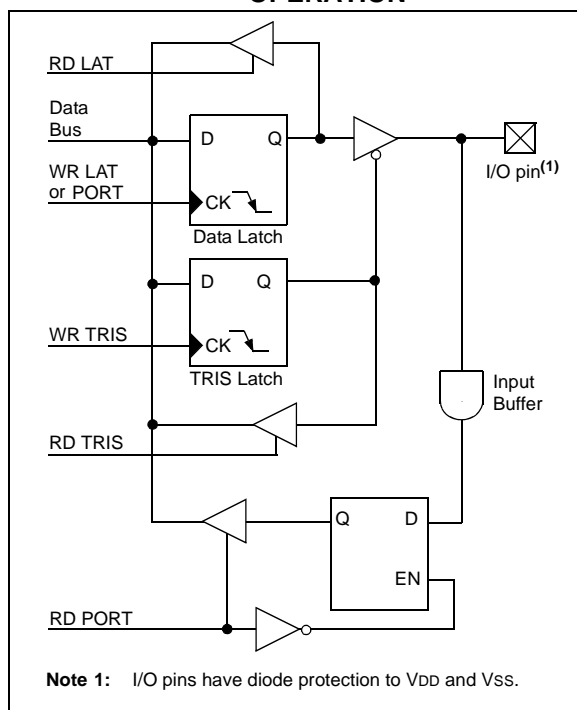 OPERATION
RD LAT
Data
Bus
D Q
WR LAT
or PORT
CK
Data Latch
I/O pin(1)
D Q
WR TRIS
CK
TRIS Latch
Input
Buffer
RD TRIS
Q D
EN
RD PORT
Note 1: I/O pins have diode protection to VDD and VSS.